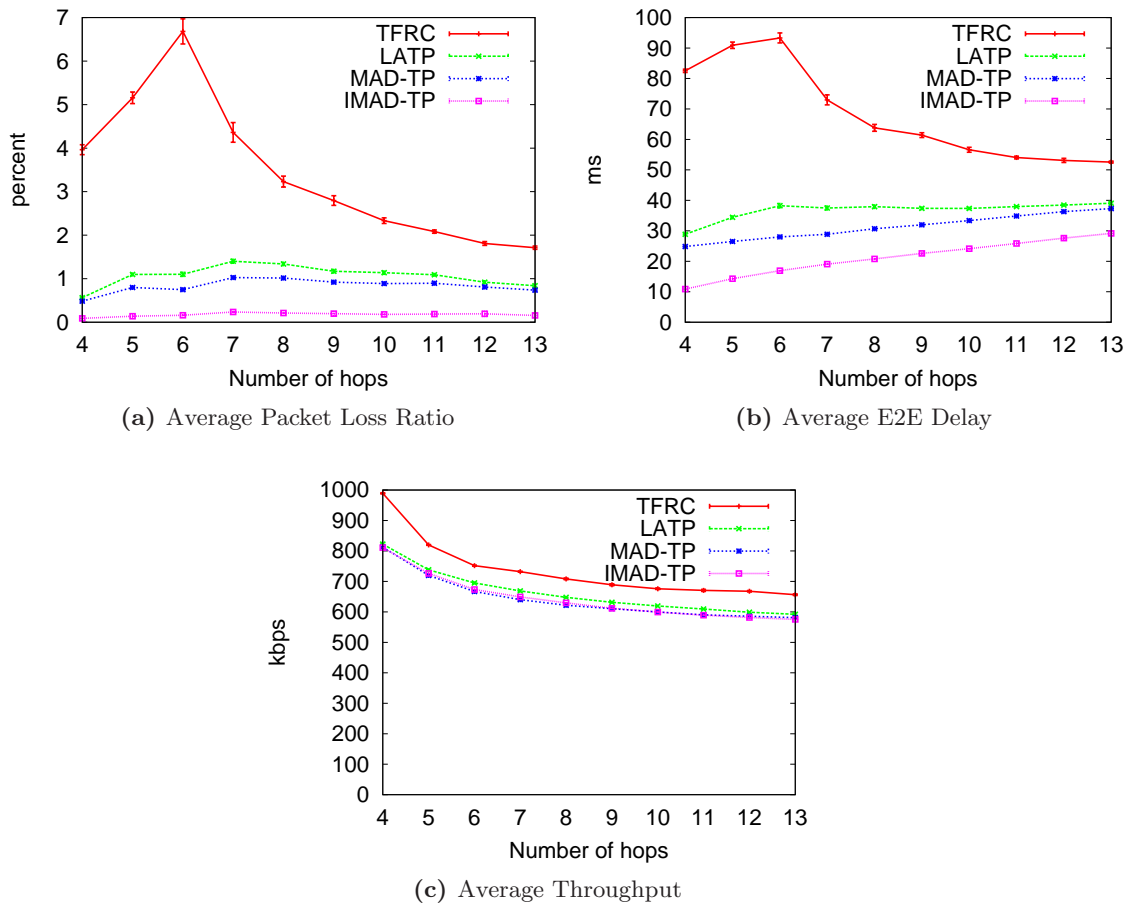 7
6
5
4
3
2
1
0
percent
TFRC
LATP
MAD-TP
IMAD-TP
4 5 6 7 8 9 10 11 12 13
Number of hops
(a) Average Packet Loss Ratio
100
90
80
70
60
50
40
30
20
10
0
ms
TFRC
LATP
MAD-TP
IMAD-TP
4 5 6 7 8 9 10 11 12 13
Number of hops
(b) Average E2E Delay
1000
900
800
700
600
500
400
300
200
100
0
kbps
TFRC
LATP
MAD-TP
IMAD-TP
4 5 6 7 8 9 10 11 12 13
Number of hops
(c) Average Throughput